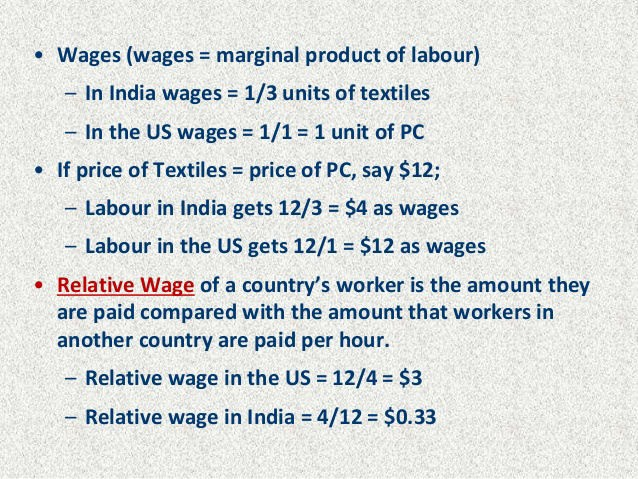 • Wages (wages = marginal product of labour)
– In India wages = 1/3 units of textiles
– In the US wages = 1/1 = 1 unit of PC
• If price of Textiles = price of PC, say $12;
– Labour in India gets 12/3 = $4 as wages
– Labour in the US gets 12/1 = $12 as wages
• Relative Wage of a country’s worker is the amount they
are paid compared with the amount that workers in
another country are paid per hour.
– Relative wage in the US = 12/4 = $3
– Relative wage in India = 4/12 = $0.33